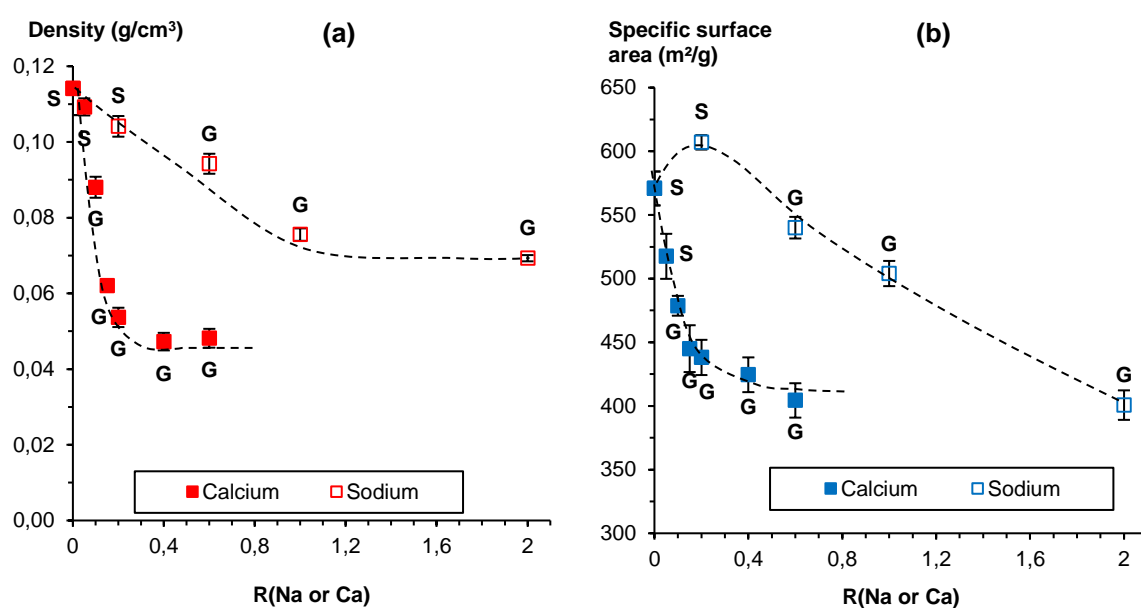 Density (g/cm³)
(a)
0,12
0,10
0,08
0,06
0,04
0,02
0,00
S
S
S
G
G
G
G
G
G
G
G
Calcium
Sodium
0
0,4
0,8
1,2
1,6
2
R(Na or Ca)
Specific surface
area (m²/g)
(b)
650
600
550
500
450
400
350
300
S
S
S
G
G
G
G
G
G
G
G
Calcium
Sodium
0
0,4
0,8
1,2
1,6
2
R(Na or Ca)